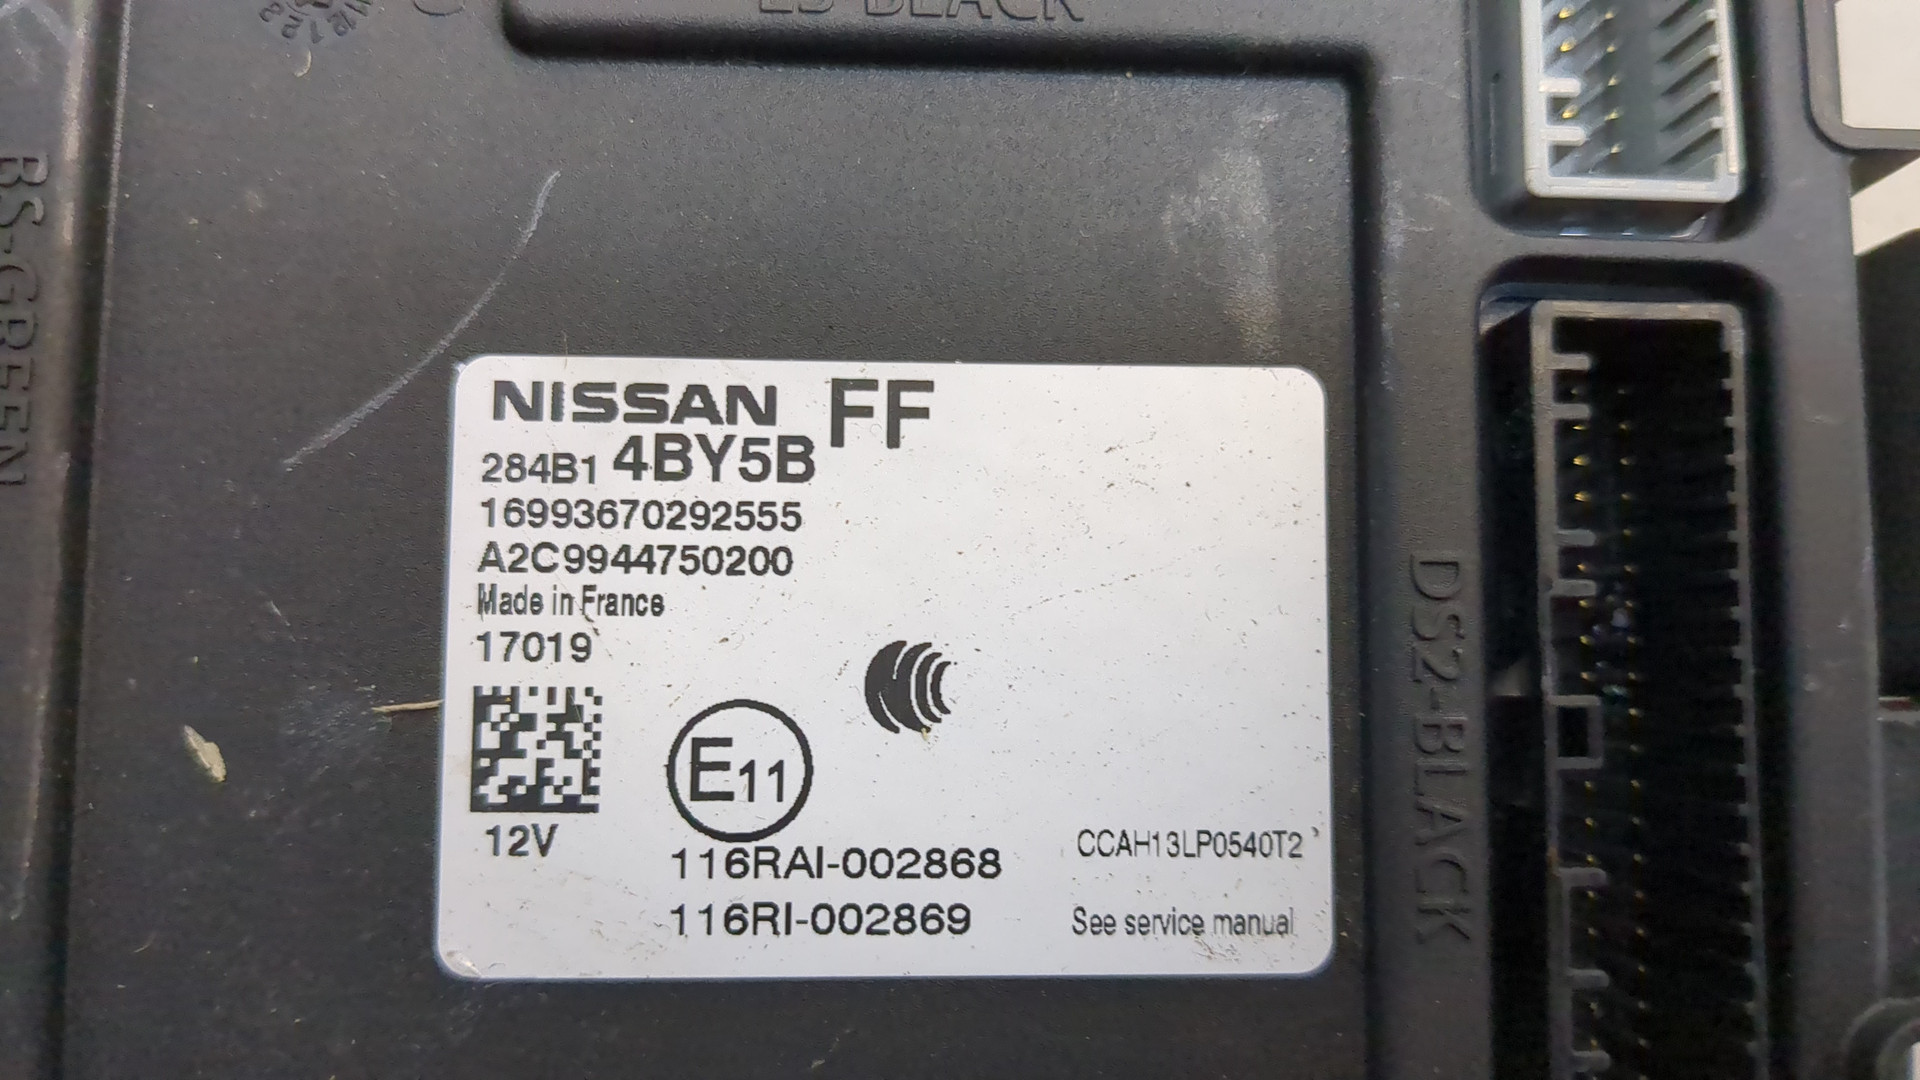 BLACK
BS-GREEN
NISSAN FF
284B1 4BY5B
16993670292555
A2C9944750200
Made in France
17019
12V
E11
116RAI-002868
116RI-002869
CCAH13LP0540T2
See service manual
DS2-BLACK